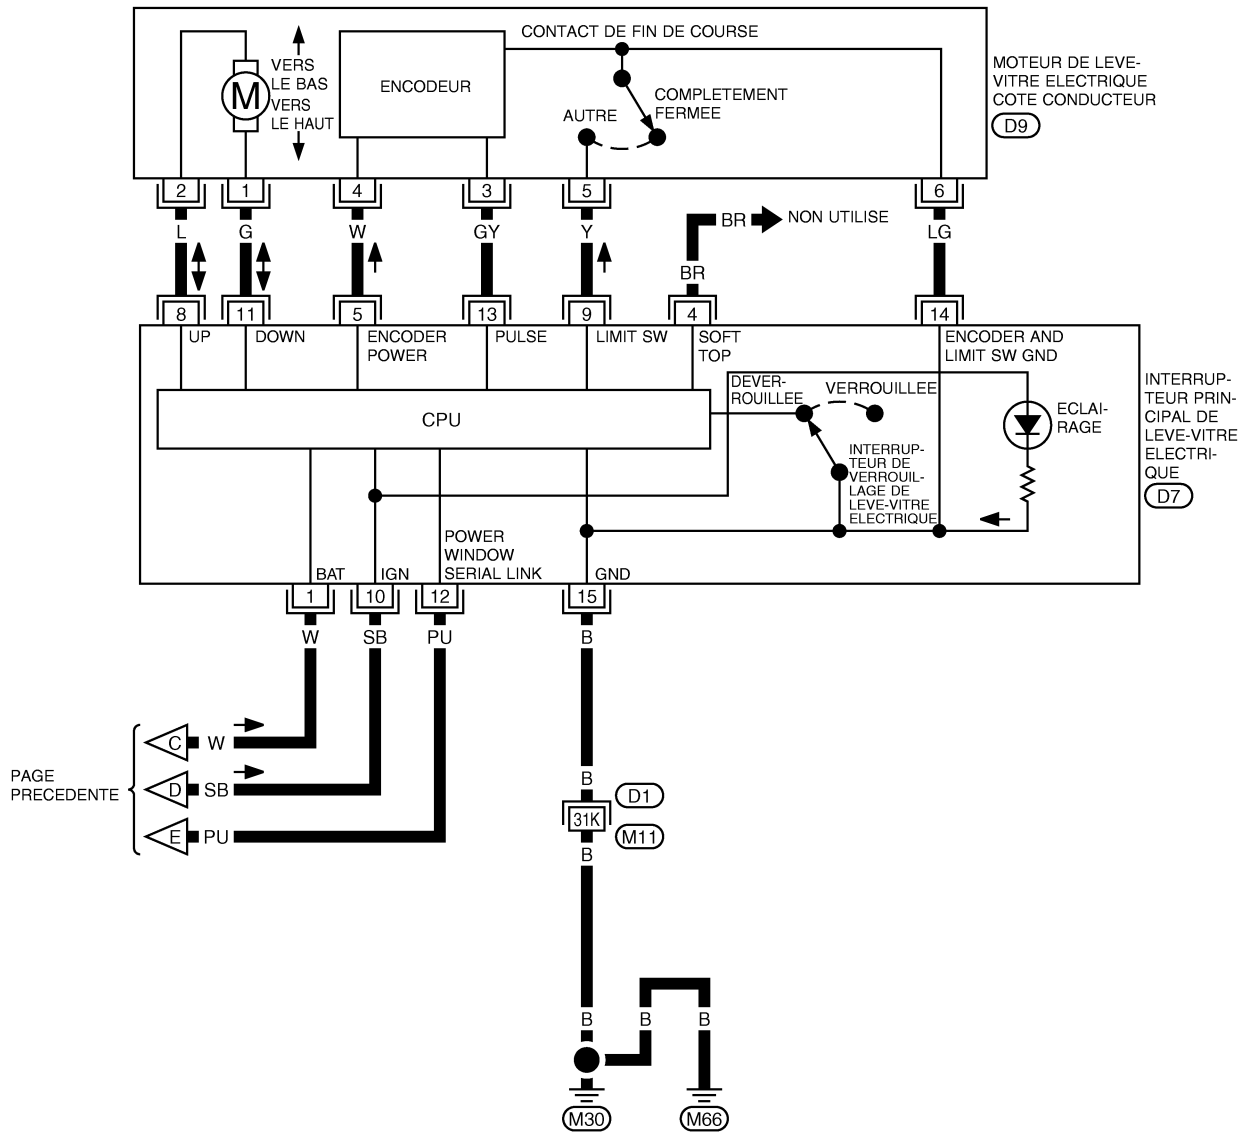 CONTACT DE FIN DE COURSE
VERS
LE BAS
M
VERS
LE HAUT
ENCODEUR
COMPLETEMENT
FERMEE
AUTRE
MOTEUR DE LEVE-
VITRE ELECTRIQUE
COTE CONDUCTEUR
D9
2 1 4 3 5 6
L G W GY Y BR NON UTILISE LG
BR
8 11 5 13 9 4 14
UP
DOWN
ENCODER
POWER
PULSE
LIMIT SW
SOFT
TOP
ENCODER AND
LIMIT SW GND
CPU
DEVER-
ROUILLEE
VERROUILLEE
ECLAI-
RAGE
INTERRUP-
TEUR DE
VERROUIL-
LAGE DE
LEVE-VITRE
ELECTRIQUE
INTERRUP-
TEUR PRIN-
CIPAL DE
LEVE-VITRE
ELECTRI-
QUE
D7
POWER
WINDOW
SERIAL LINK
BAT
IGN
GND
1 10 12 15
W SB PU B
PAGE
PRECEDENTE
C W
D SB
E PU
B
D1
31K
M11
B
B B B
M30
M66